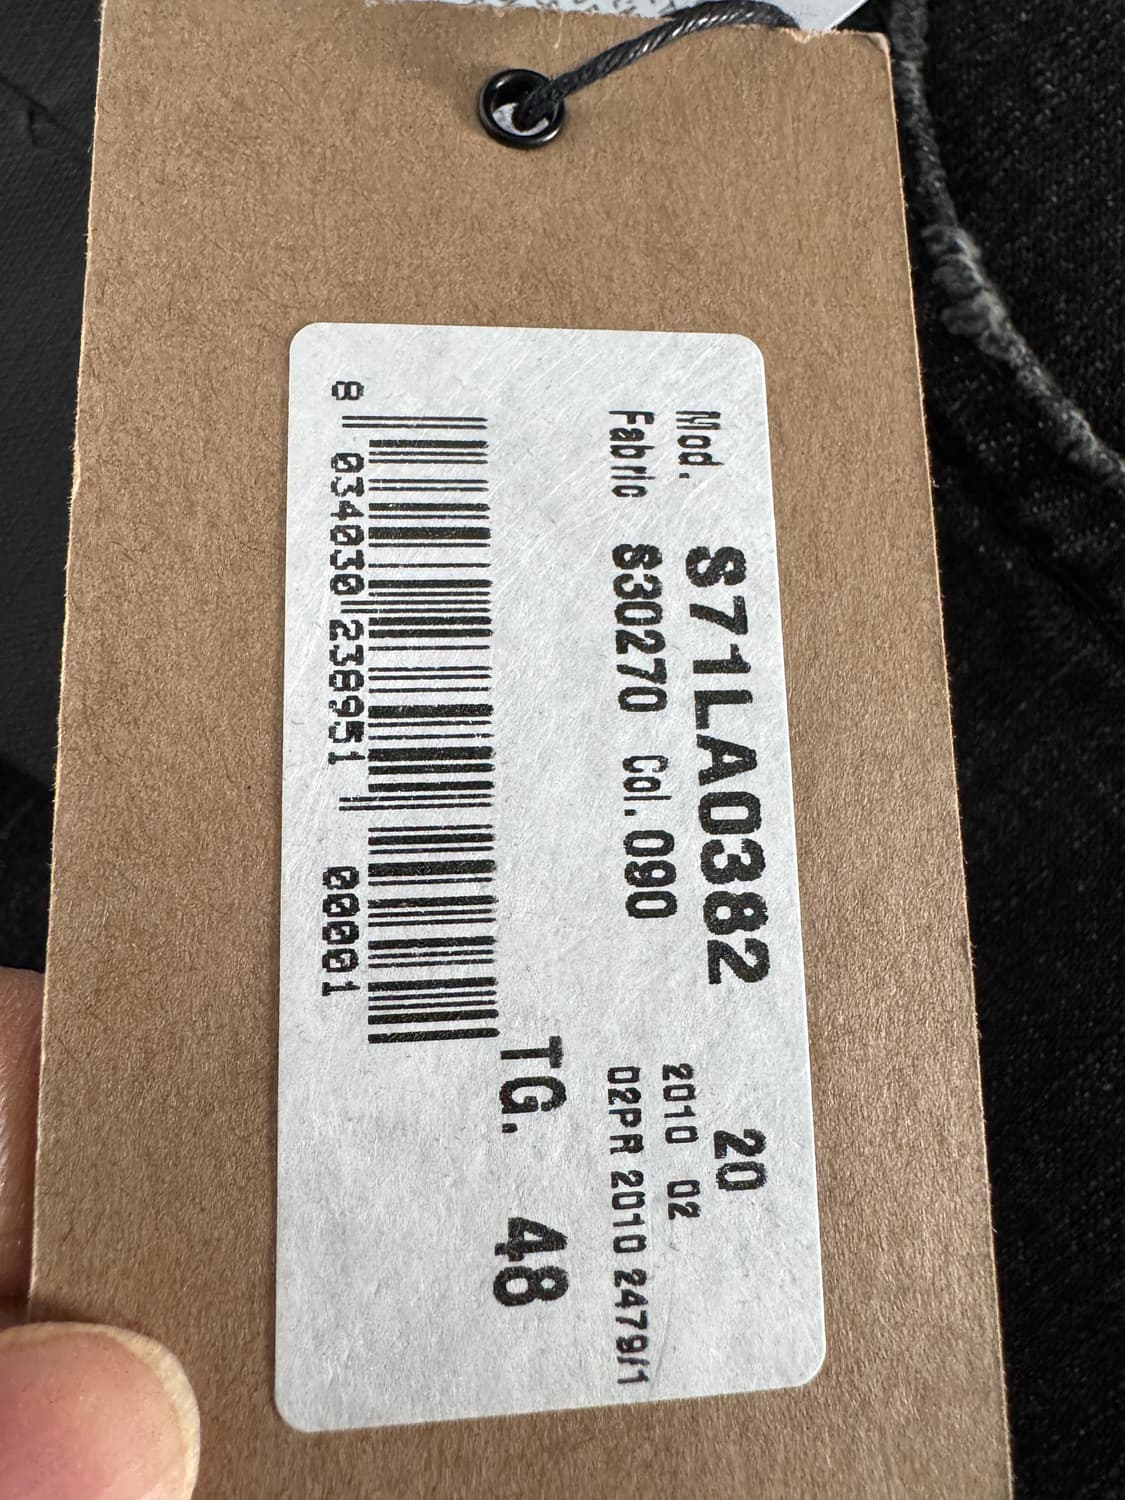 Mod. S71LA0382 20
2010 02
Fabric S30270 Col. 090 02PR 2010 2479/1
TG. 48
8 034030 238951 00001